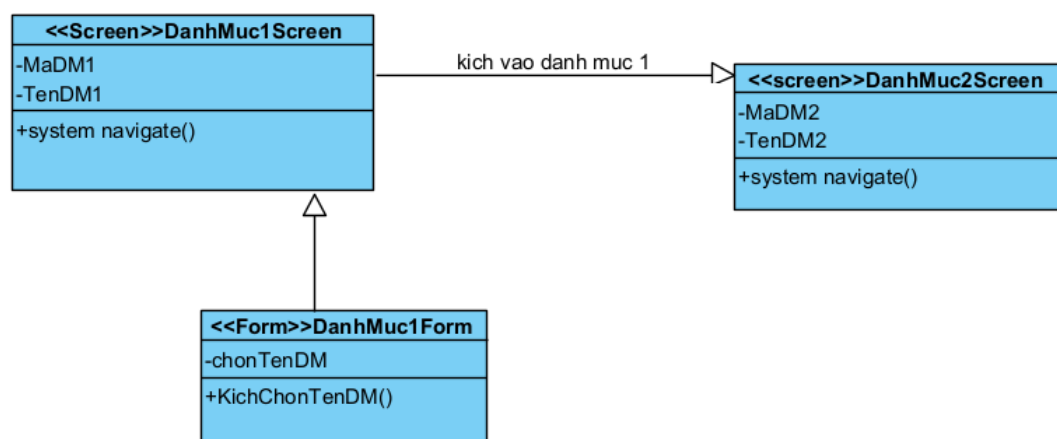 <<Screen>>DanhMuc1Screen
-MaDM1
-TenDM1
+system navigate()
kich vao danh muc 1
<<screen>>DanhMuc2Screen
-MaDM2
-TenDM2
+system navigate()
<<Form>>DanhMuc1Form
-chonTenDM
+KichChonTenDM()